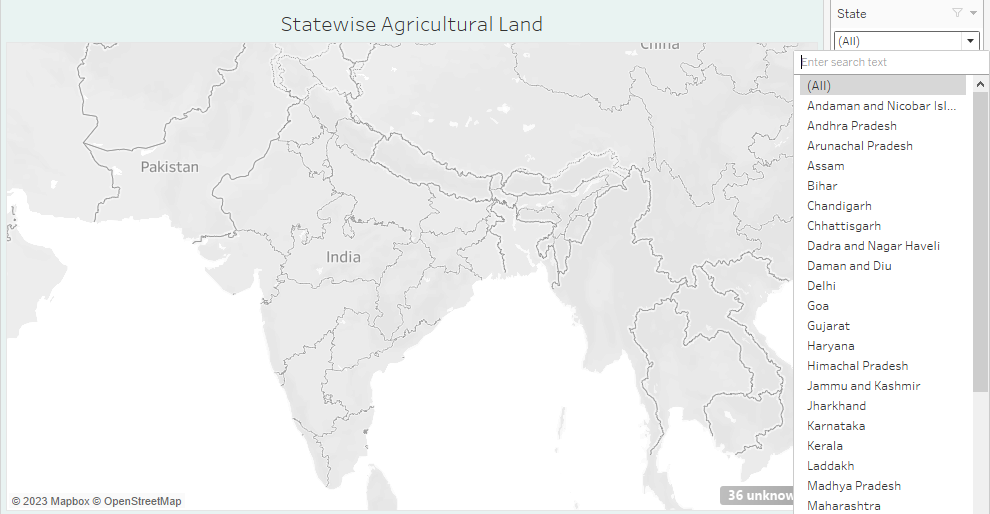 Statewise Agricultural Land
State
(All)
Enter search text
(All)
Andaman and Nicobar Isl...
Andhra Pradesh
Arunachal Pradesh
Assam
Bihar
Chandigarh
Chhattisgarh
Dadra and Nagar Haveli
Daman and Diu
Delhi
Goa
Gujarat
Haryana
Himachal Pradesh
Jammu and Kashmir
Jharkhand
Karnataka
Kerala
Laddakh
Madhya Pradesh
Maharashtra
China
Pakistan
India
36 unknow
© 2023 Mapbox © OpenStreetMap